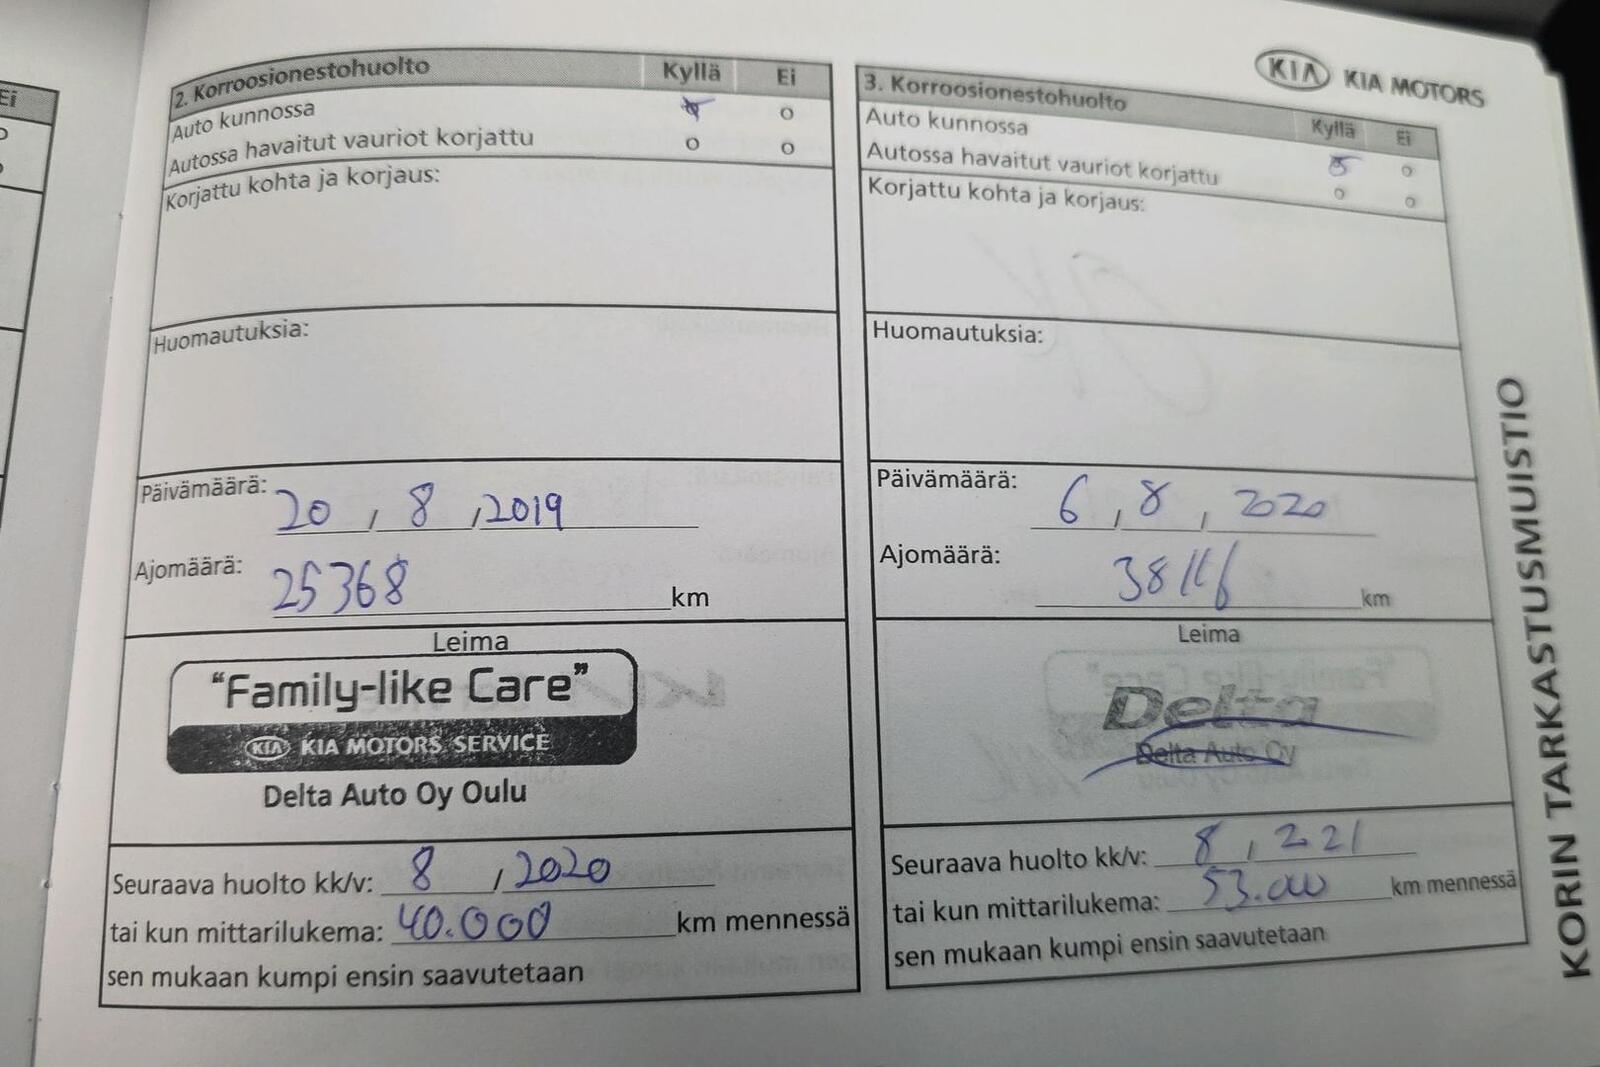 Ei
KIA KIA MOTORS
2. Korroosionestohuolto Kyllä Ei
Auto kunnossa
Autossa havaitut vauriot korjattu o o
Korjattu kohta ja korjaus:
Huomautuksia:
Päivämäärä: 20 , 8 , 2019
Ajomäärä: 25368 km
Leima
"Family-like Care"
KIA KIA MOTORS SERVICE
Delta Auto Oy Oulu
Seuraava huolto kk/v: 8 , 2020
tai kun mittarilukema: 40.000 km mennessä
sen mukaan kumpi ensin saavutetaan
3. Korroosionestohuolto Kyllä Ei
Auto kunnossa
Autossa havaitut vauriot korjattu
Korjattu kohta ja korjaus:
Huomautuksia:
Päivämäärä: 6 , 8 , 2020
Ajomäärä: km
Leima
Delta
Delta Auto Oy
Seuraava huolto kk/v: 8 , 221
tai kun mittarilukema: 53.000 km mennessä
sen mukaan kumpi ensin saavutetaan
KORIN TARKASTUSMUISTIO